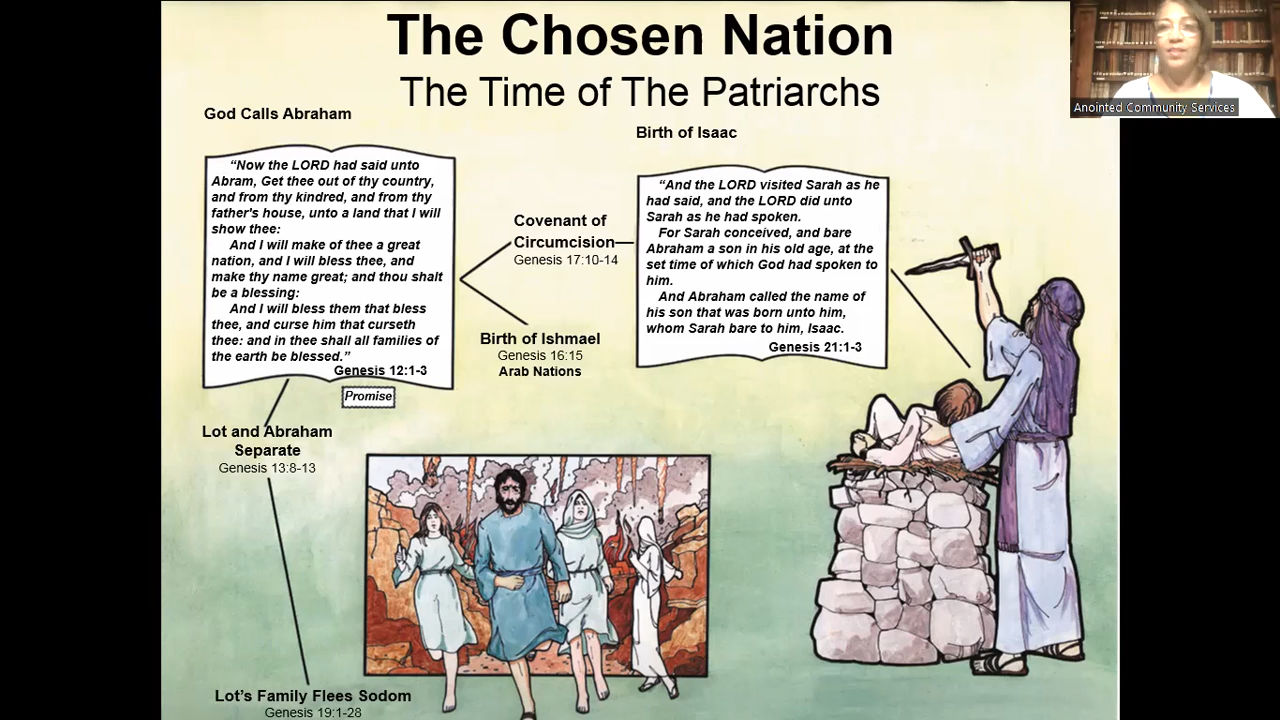 The Chosen Nation
The Time of The Patriarchs
Anointed Community Services
God Calls Abraham
“Now the LORD had said unto
Abram, Get thee out of thy country,
and from thy kindred, and from thy
father's house, unto a land that I will
show thee:
And I will make of thee a great
nation, and I will bless thee, and
make thy name great; and thou shalt
be a blessing:
And I will bless them that bless
thee, and curse him that curseth
thee: and in thee shall all families of
the earth be blessed.”
Genesis 12:1-3
Promise
Lot and Abraham
Separate
Genesis 13:8-13
Covenant of
Circumcision
Genesis 17:10-14
Birth of Ishmael
Genesis 16:15
Arab Nations
Birth of Isaac
“And the LORD visited Sarah as he
had said, and the LORD did unto
Sarah as he had spoken.
For Sarah conceived, and bare
Abraham a son in his old age, at the
set time of which God had spoken to
him.
And Abraham called the name of
his son that was born unto him,
whom Sarah bare to him, Isaac.
Genesis 21:1-3
Lot’s Family Flees Sodom
Genesis 19:1-28